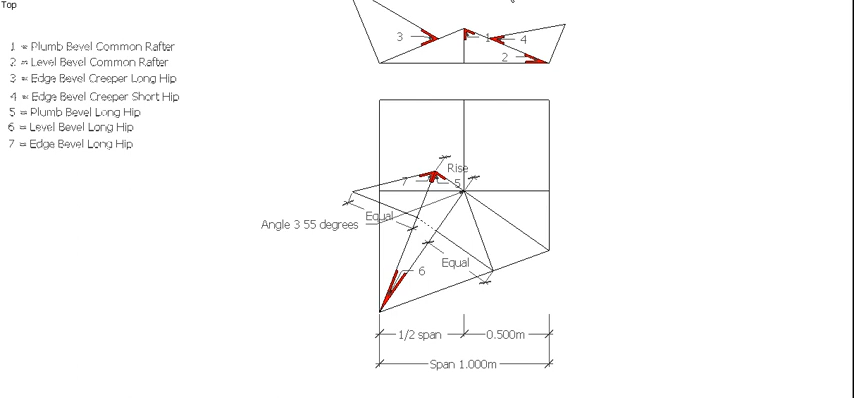 Top
1 = Plumb Bevel Common Rafter
2 = Level Bevel Common Rafter
3 = Edge Bevel Creeper Long Hip
4 = Edge Bevel Creeper Short Hip
5 = Plumb Bevel Long Hip
6 = Level Bevel Long Hip
7 = Edge Bevel Long Hip
3
1
4
2
Rise
7
5
Equal
Angle 3 55 degrees
Equal
6
1/2 span
0.500m
Span 1.000m